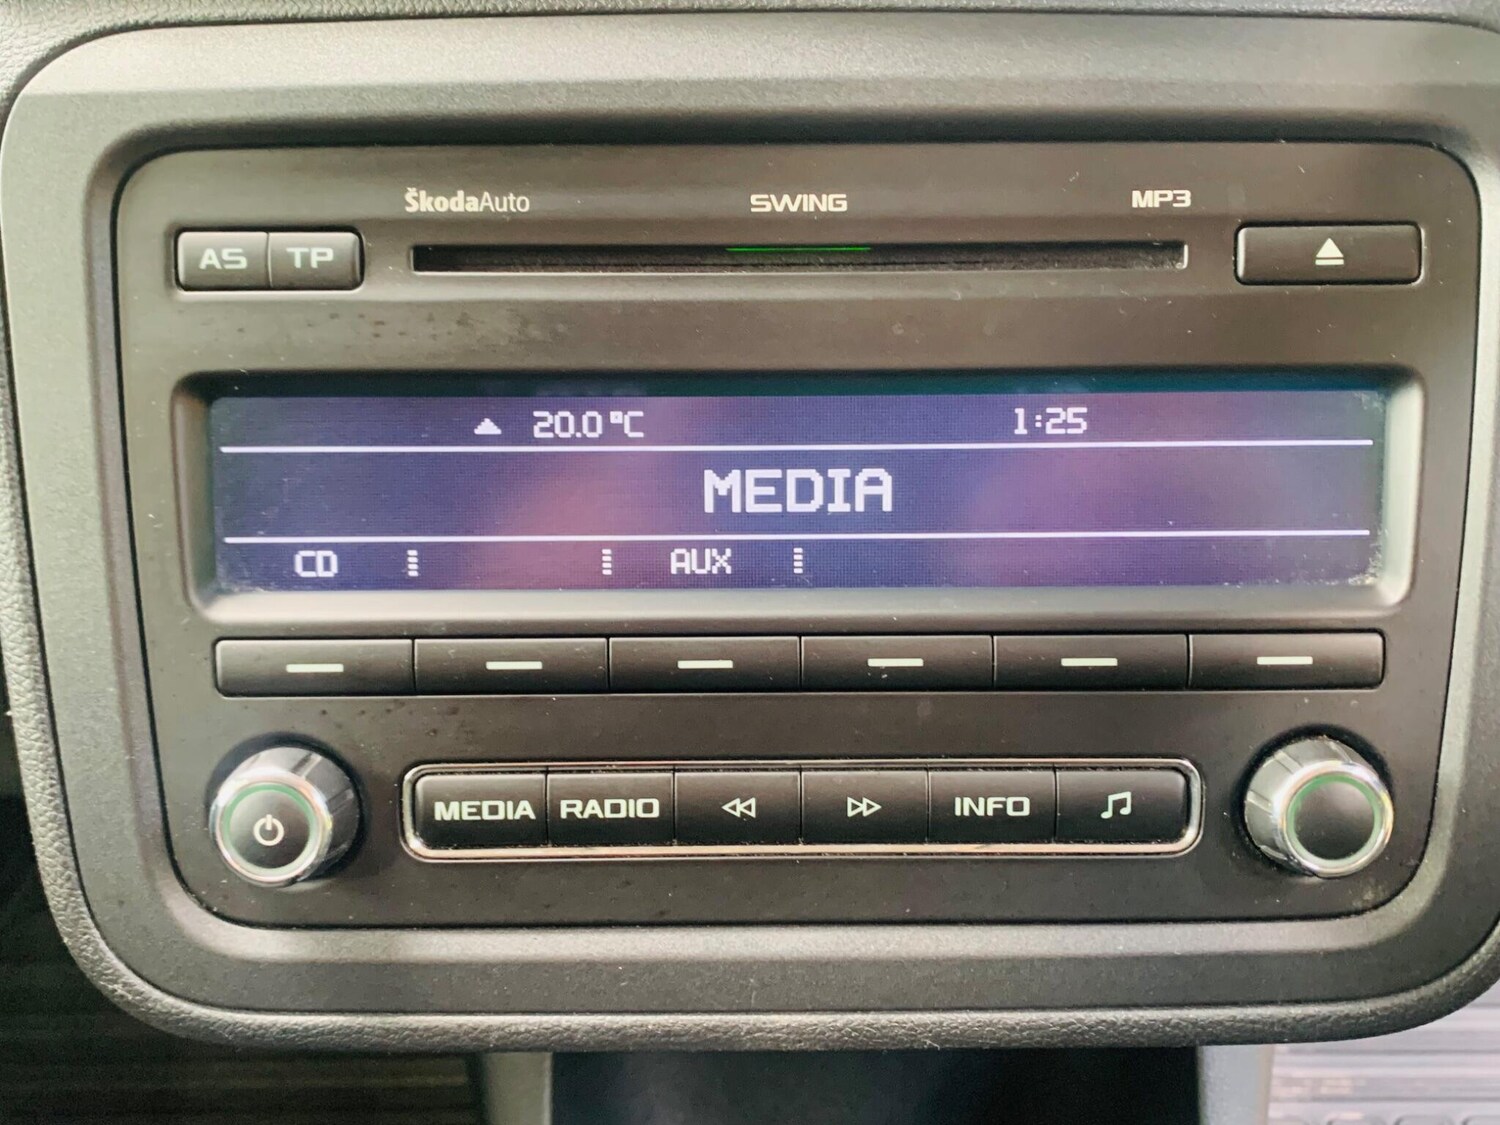 ŠkodaAuto SWING MP3
AS TP
20.0 °C 1:25
MEDIA
CD AUX
MEDIA RADIO INFO